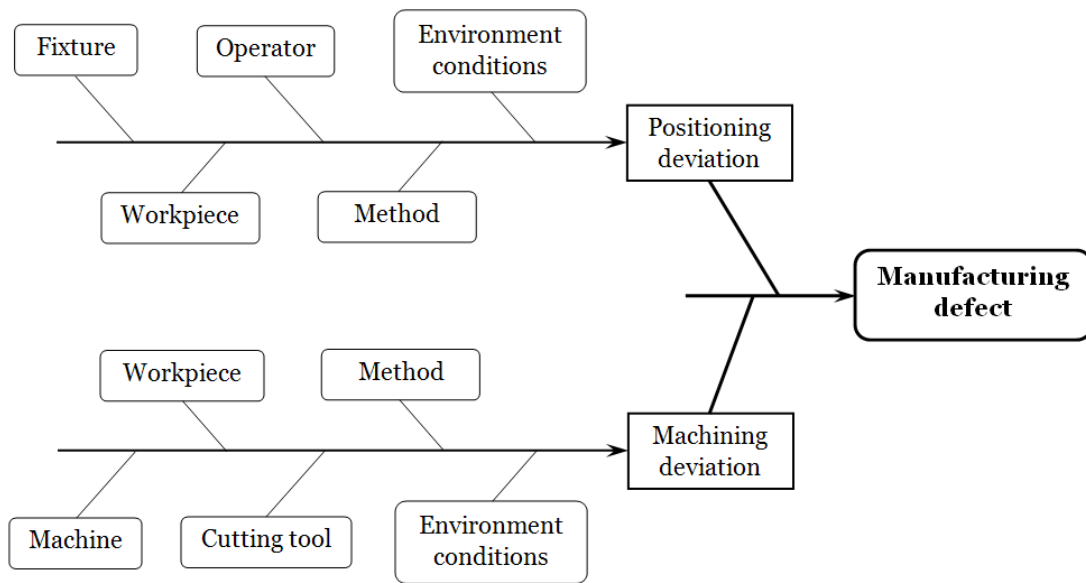 Fixture
Operator
Environment
conditions
Positioning
deviation
Workpiece
Method
Manufacturing
defect
Workpiece
Method
Machining
deviation
Machine
Cutting tool
Environment
conditions